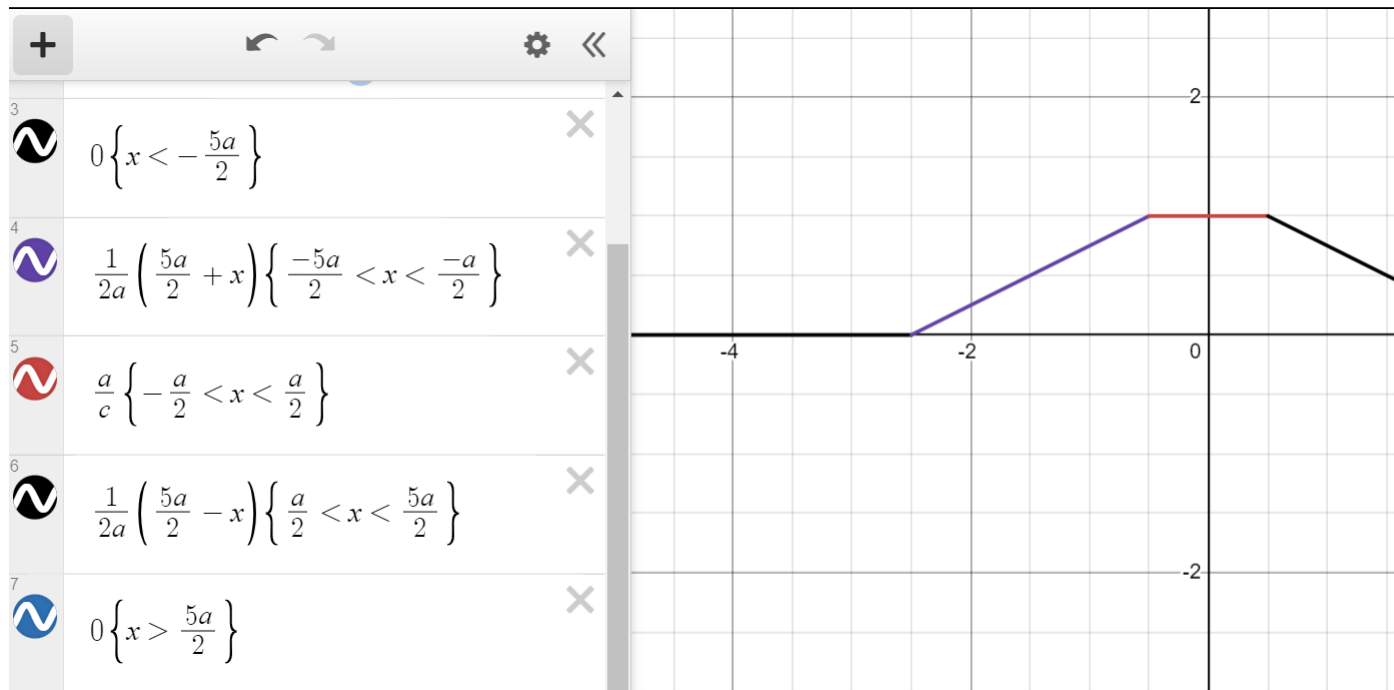 +
3
0{x < −5a/2}
4
1/2a(5a/2 + x){−5a/2 < x < −a/2}
5
a/c{−a/2 < x < a/2}
6
1/2a(5a/2 − x){a/2 < x < 5a/2}
7
0{x > 5a/2}
2
-4 -2 0
-2